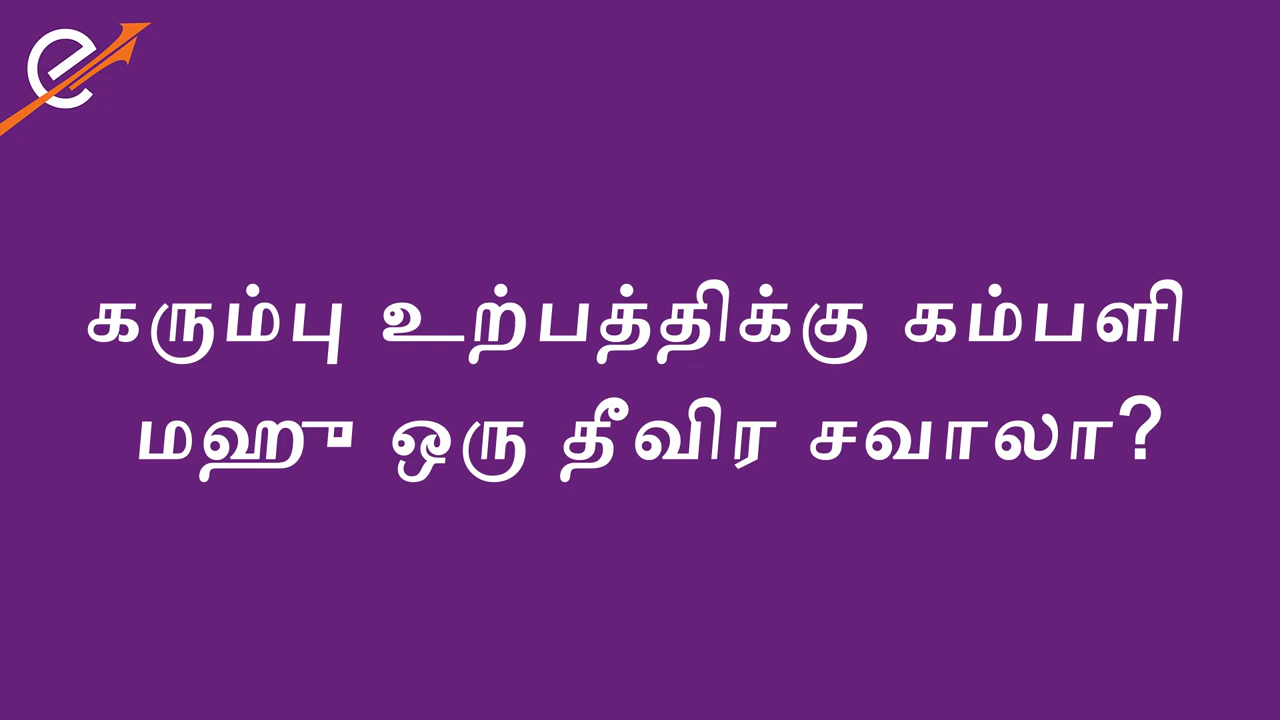 கரும்பு உற்பத்திக்கு கம்பளி
மஹு ஒரு தீவிர சவாலா?